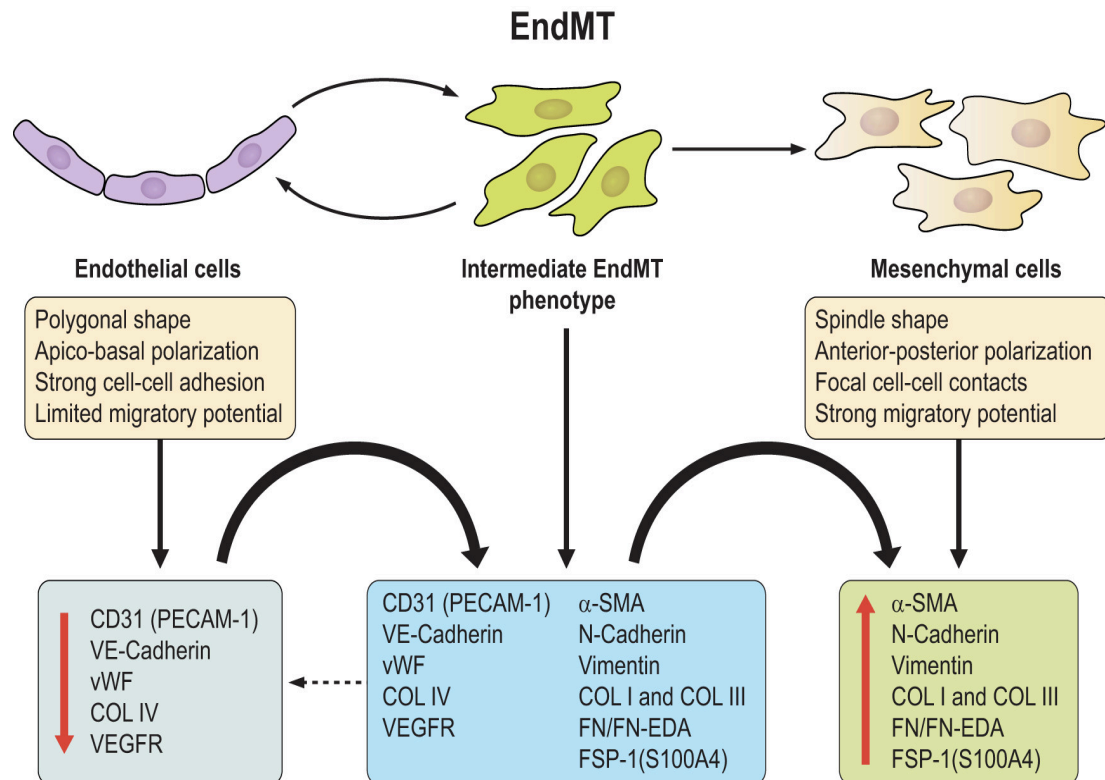 EndMT
Endothelial cells
Intermediate EndMT
phenotype
Mesenchymal cells
Polygonal shape
Apico-basal polarization
Strong cell-cell adhesion
Limited migratory potential
Spindle shape
Anterior-posterior polarization
Focal cell-cell contacts
Strong migratory potential
CD31 (PECAM-1)
VE-Cadherin
vWF
COL IV
VEGFR
CD31 (PECAM-1)
VE-Cadherin
vWF
COL IV
VEGFR
α-SMA
N-Cadherin
Vimentin
COL I and COL III
FN/FN-EDA
FSP-1(S100A4)
α-SMA
N-Cadherin
Vimentin
COL I and COL III
FN/FN-EDA
FSP-1(S100A4)